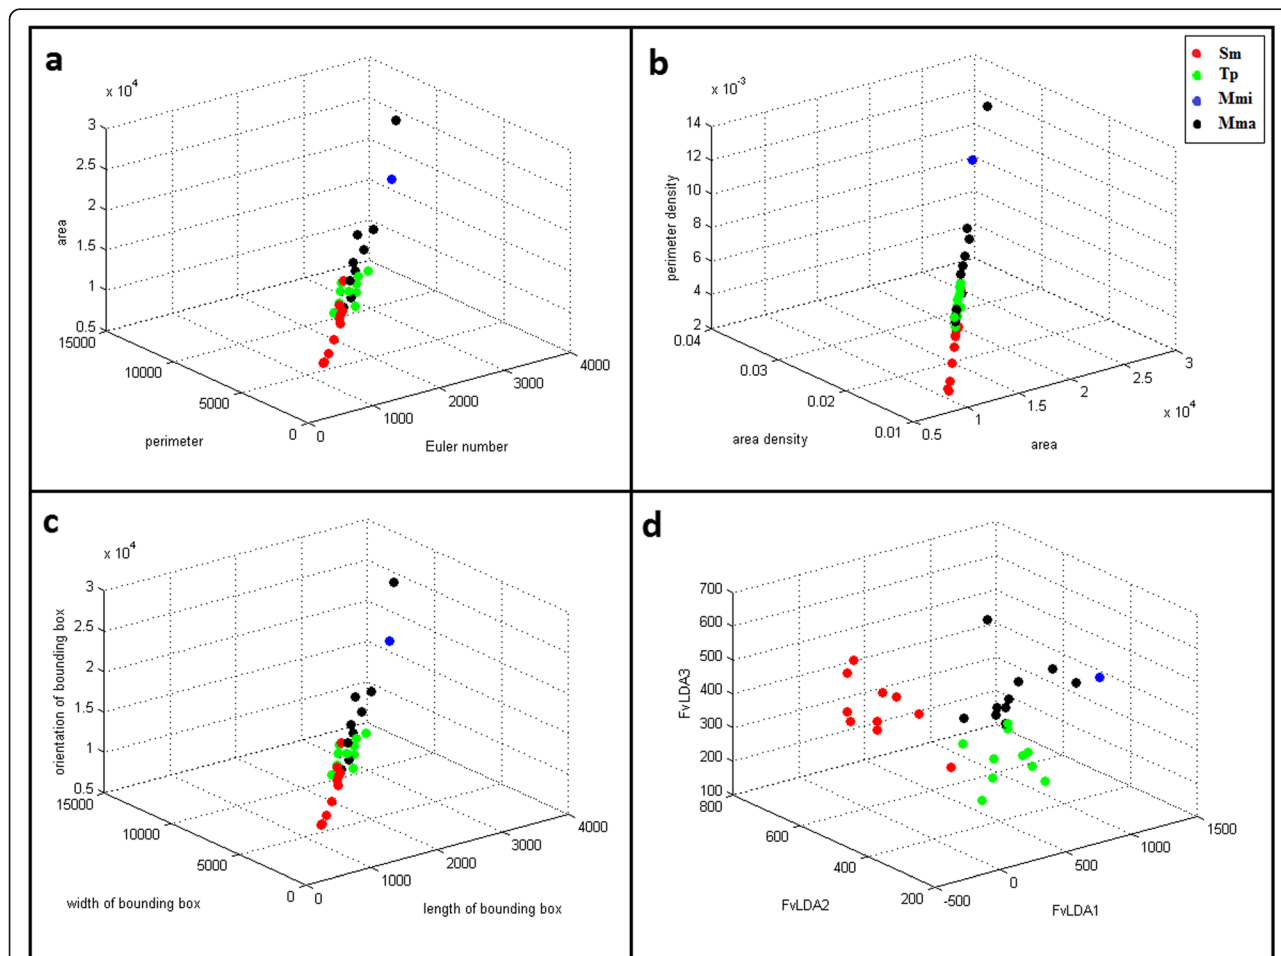 a
x 10^4
3
2.5
2
1.5
1
0.5
area
15000
10000
5000
0
perimeter
0
1000
2000
3000
4000
Euler number
b
Sm
Tp
Mmi
Mma
x 10^-3
14
12
10
8
6
4
2
perimeter density
0.04
0.03
0.02
0.01
area density
0.5
1
1.5
2
2.5
3
x 10^4
area
c
x 10^4
3
2.5
2
1.5
1
0.5
orientation of bounding box
15000
10000
5000
0
width of bounding box
0
1000
2000
3000
4000
length of bounding box
d
700
600
500
400
300
200
100
FvLDA3
800
600
400
200
FvLDA2
-500
0
500
1000
1500
FvLDA1